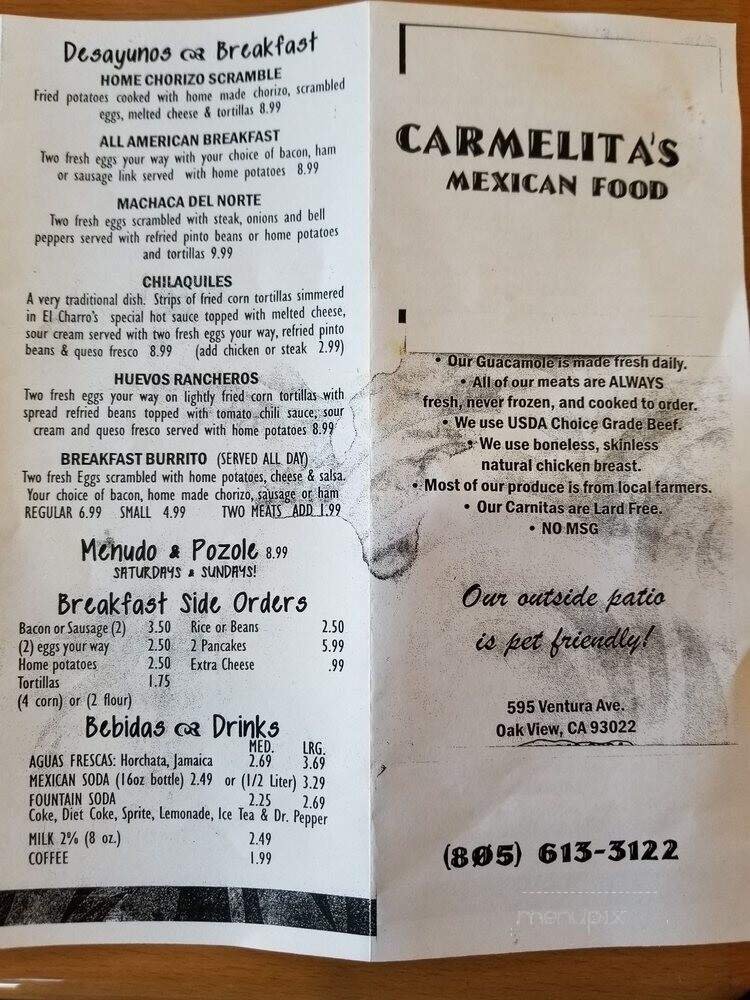 Desayunos Breakfast
HOME CHORIZO SCRAMBLE
Fried potatoes cooked with home made chorizo, scrambled
eggs, melted cheese & tortillas 8.99
ALL AMERICAN BREAKFAST
Two fresh eggs your way with your choice of bacon, ham
or sausage link served with home potatoes 8.99
MACHACA DEL NORTE
Two fresh eggs scrambled with steak, onions and bell
peppers served with refried pinto beans or home potatoes
and tortillas 9.99
CHILAQUILES
A very traditional dish. Strips of fried corn tortillas simmered
in El Charro's special hot sauce topped with melted cheese,
sour cream served with two fresh eggs your way, refried pinto
beans & queso fresco 8.99 (add chicken or steak 2.99)
HUEVOS RANCHEROS
Two fresh eggs your way on lightly fried corn tortillas with
spread refried beans topped with tomato chili sauce, sour
cream and queso fresco served with home potatoes 8.99
BREAKFAST BURRITO (SERVED ALL DAY)
Two fresh Eggs scrambled with home potatoes, cheese & salsa.
Your choice of bacon, home made chorizo, sausage or ham
REGULAR 6.99 SMALL 4.99 TWO MEATS ADD 1.99
Menudo & Pozole 8.99
SATURDAYS & SUNDAYS!
Breakfast Side Orders
Bacon or Sausage (2) 3.50 Rice or Beans 2.50
(2) eggs your way 2.50 2 Pancakes 5.99
Home potatoes 2.50 Extra Cheese .99
Tortillas 1.75
(4 corn) or (2 flour)
Bebidas Drinks
MED. LRG.
AGUAS FRESCAS: Horchata, Jamaica 2.69 3.69
MEXICAN SODA (16oz bottle) 2.49 or (1/2 Liter) 3.29
FOUNTAIN SODA 2.25 2.69
Coke, Diet Coke, Sprite, Lemonade, Ice Tea & Dr. Pepper
MILK 2% (8 oz.) 2.49
COFFEE 1.99
CARMELITA'S
MEXICAN FOOD
• Our Guacamole is made fresh daily.
• All of our meats are ALWAYS
fresh, never frozen, and cooked to order.
• We use USDA Choice Grade Beef.
• We use boneless, skinless
natural chicken breast.
• Most of our produce is from local farmers.
• Our Carnitas are Lard Free.
• NO MSG
Our outside patio
is pet friendly!
595 Ventura Ave.
Oak View, CA 93022
(805) 613-3122
menupix